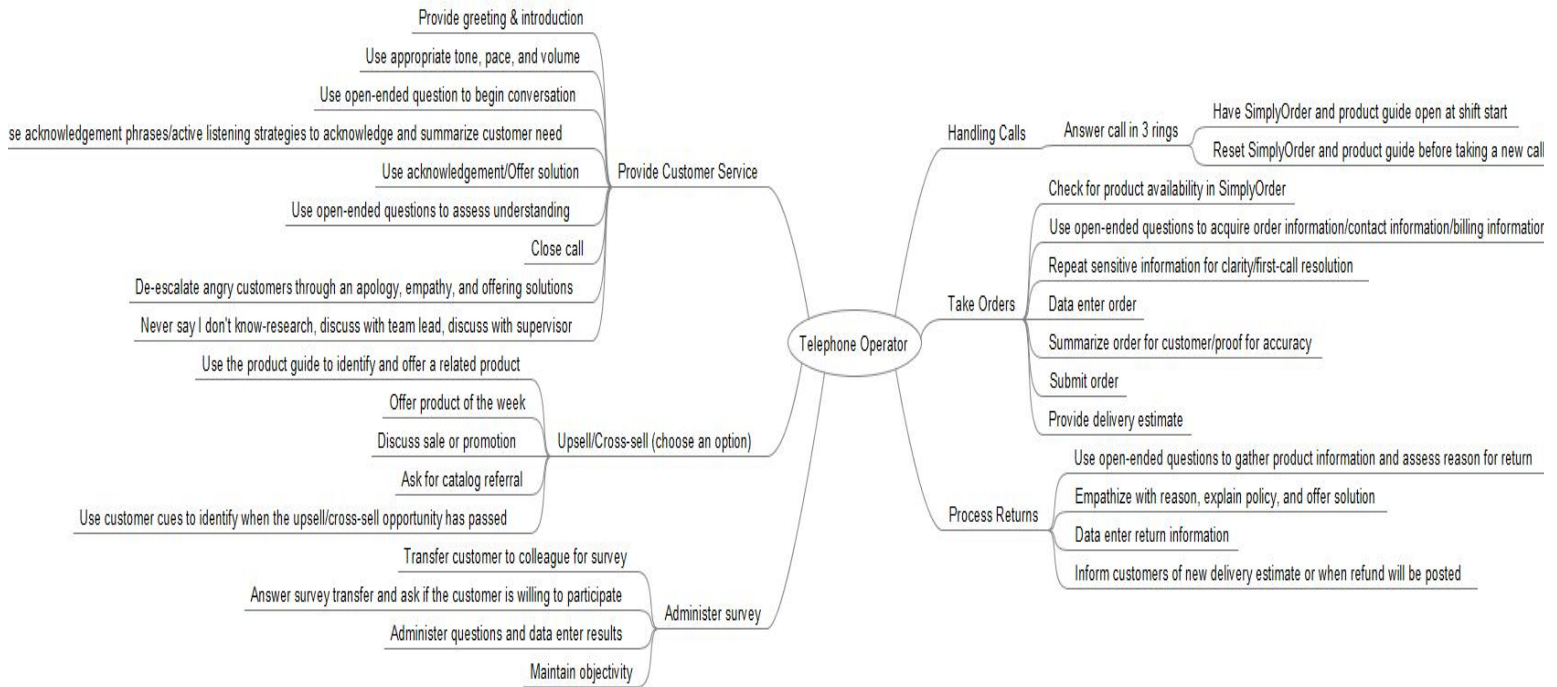 Provide greeting & introduction
Use appropriate tone, pace, and volume
Use open-ended question to begin conversation
se acknowledgement phrases/active listening strategies to acknowledge and summarize customer need
Use acknowledgement/Offer solution
Use open-ended questions to assess understanding
Close call
De-escalate angry customers through an apology, empathy, and offering solutions
Never say I don't know-research, discuss with team lead, discuss with supervisor
Provide Customer Service
Use the product guide to identify and offer a related product
Offer product of the week
Discuss sale or promotion
Ask for catalog referral
Use customer cues to identify when the upsell/cross-sell opportunity has passed
Upsell/Cross-sell (choose an option)
Transfer customer to colleague for survey
Answer survey transfer and ask if the customer is willing to participate
Administer questions and data enter results
Maintain objectivity
Administer survey
Telephone Operator
Handling Calls
Answer call in 3 rings
Have SimplyOrder and product guide open at shift start
Reset SimplyOrder and product guide before taking a new call
Take Orders
Check for product availability in SimplyOrder
Use open-ended questions to acquire order information/contact information/billing information
Repeat sensitive information for clarity/first-call resolution
Data enter order
Summarize order for customer/proof for accuracy
Submit order
Provide delivery estimate
Process Returns
Use open-ended questions to gather product information and assess reason for return
Empathize with reason, explain policy, and offer solution
Data enter return information
Inform customers of new delivery estimate or when refund will be posted